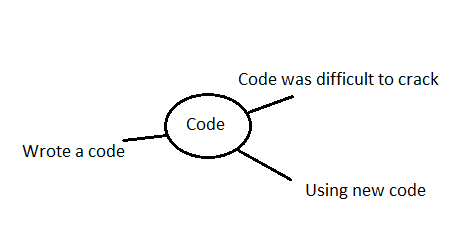 Code was difficult to crack
Code
Wrote a code
Using new code